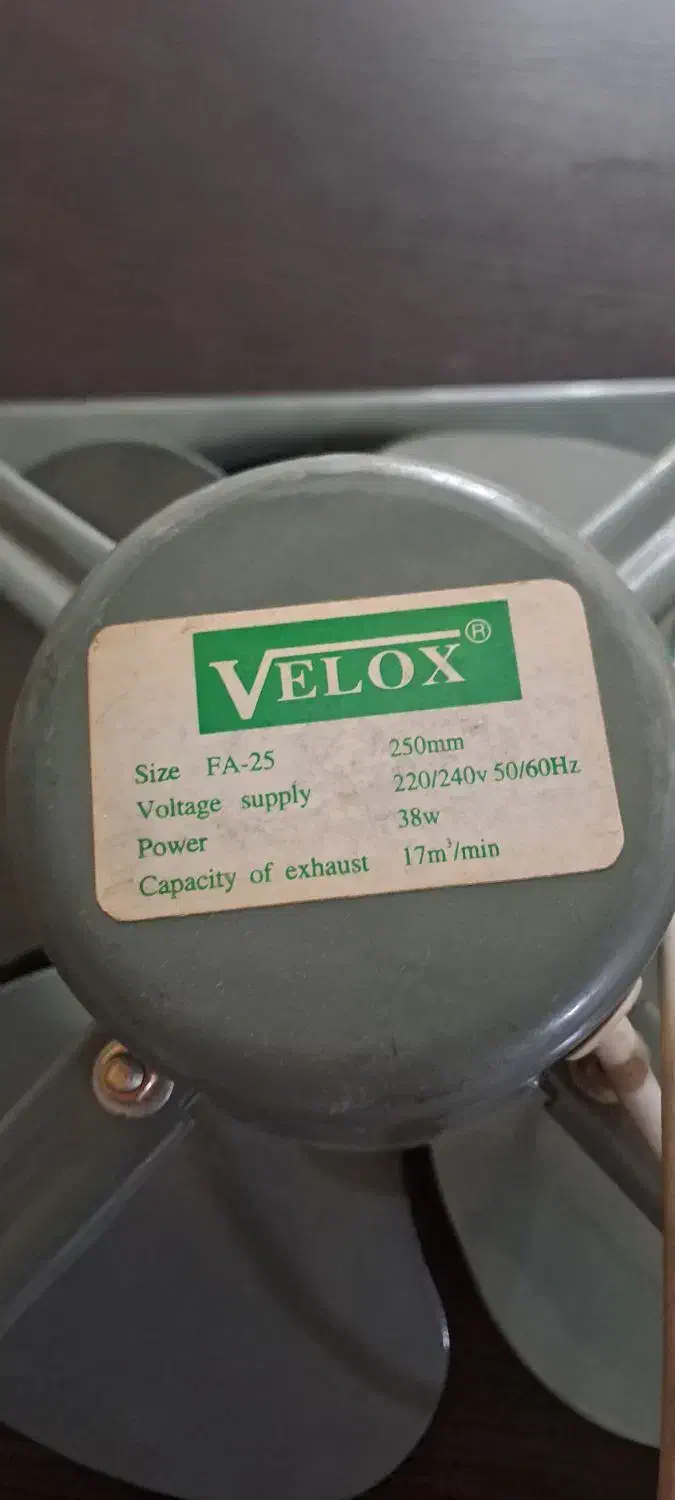 VELOX®
Size FA-25 250mm
Voltage supply 220/240v 50/60Hz
Power 38w
Capacity of exhaust 17m³/min